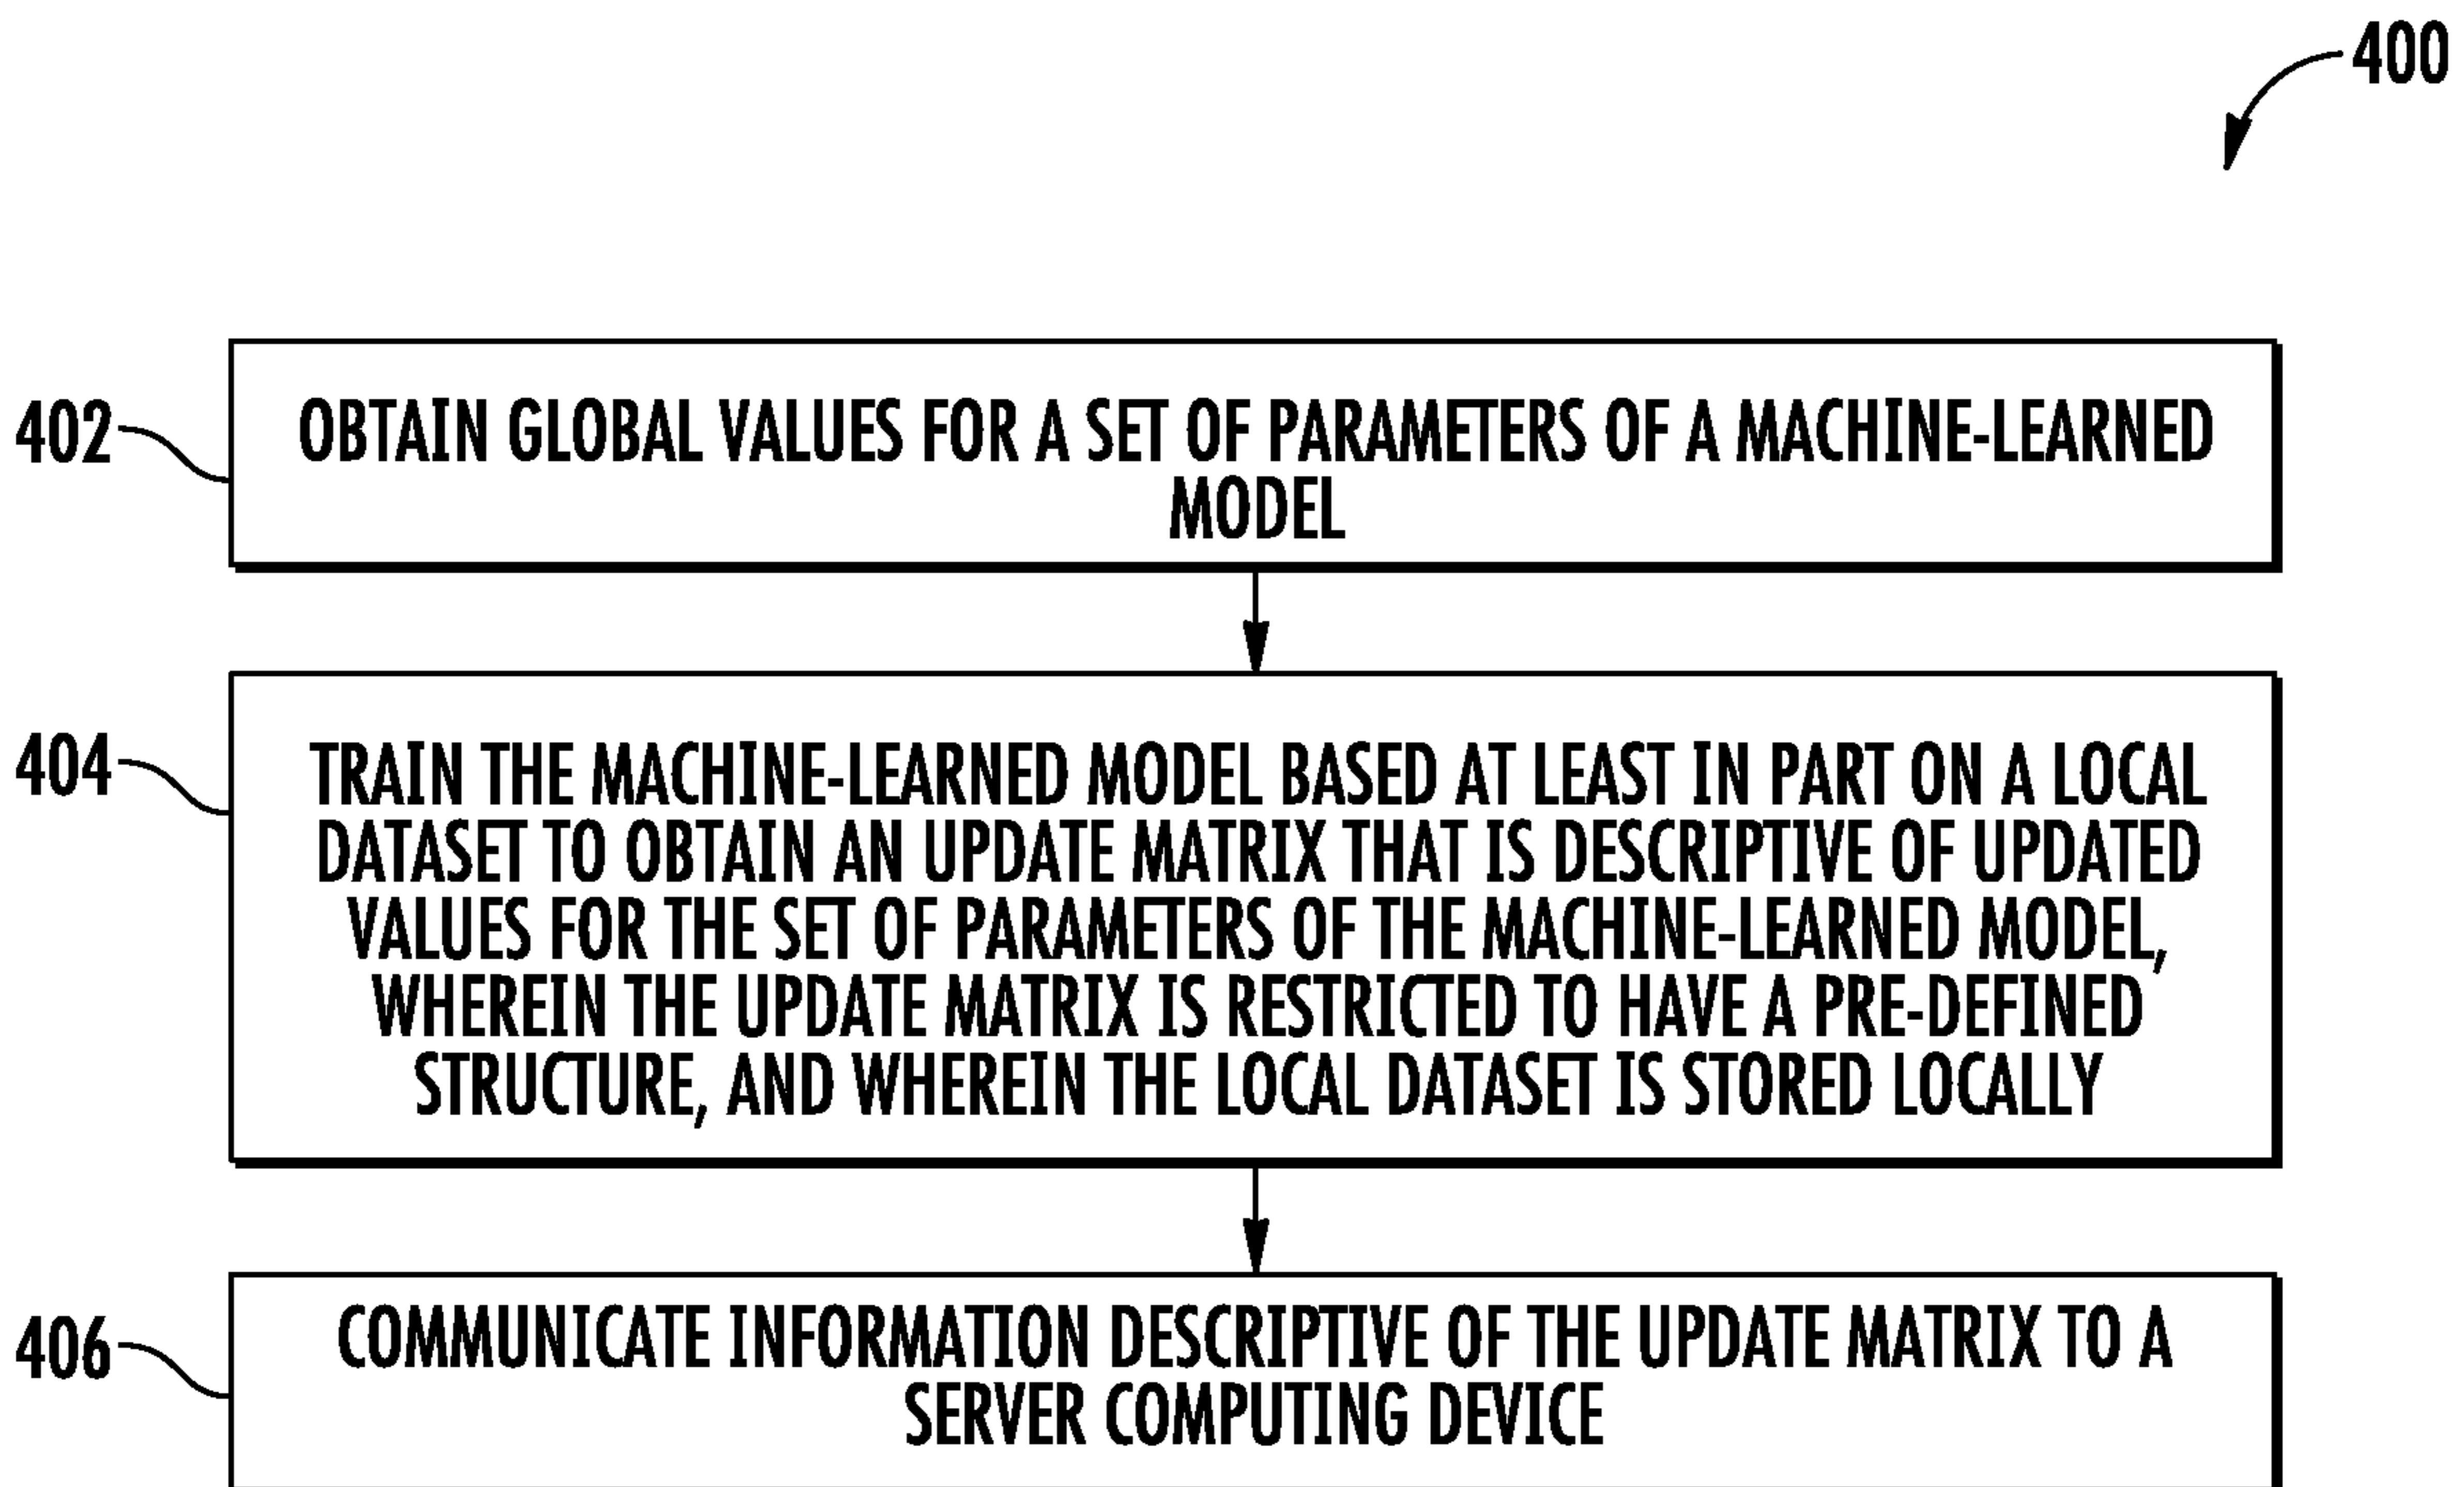 400
402
OBTAIN GLOBAL VALUES FOR A SET OF PARAMETERS OF A MACHINE-LEARNED
MODEL
404
TRAIN THE MACHINE-LEARNED MODEL BASED AT LEAST IN PART ON A LOCAL
DATASET TO OBTAIN AN UPDATE MATRIX THAT IS DESCRIPTIVE OF UPDATED
VALUES FOR THE SET OF PARAMETERS OF THE MACHINE-LEARNED MODEL,
WHEREIN THE UPDATE MATRIX IS RESTRICTED TO HAVE A PRE-DEFINED
STRUCTURE, AND WHEREIN THE LOCAL DATASET IS STORED LOCALLY
406
COMMUNICATE INFORMATION DESCRIPTIVE OF THE UPDATE MATRIX TO A
SERVER COMPUTING DEVICE